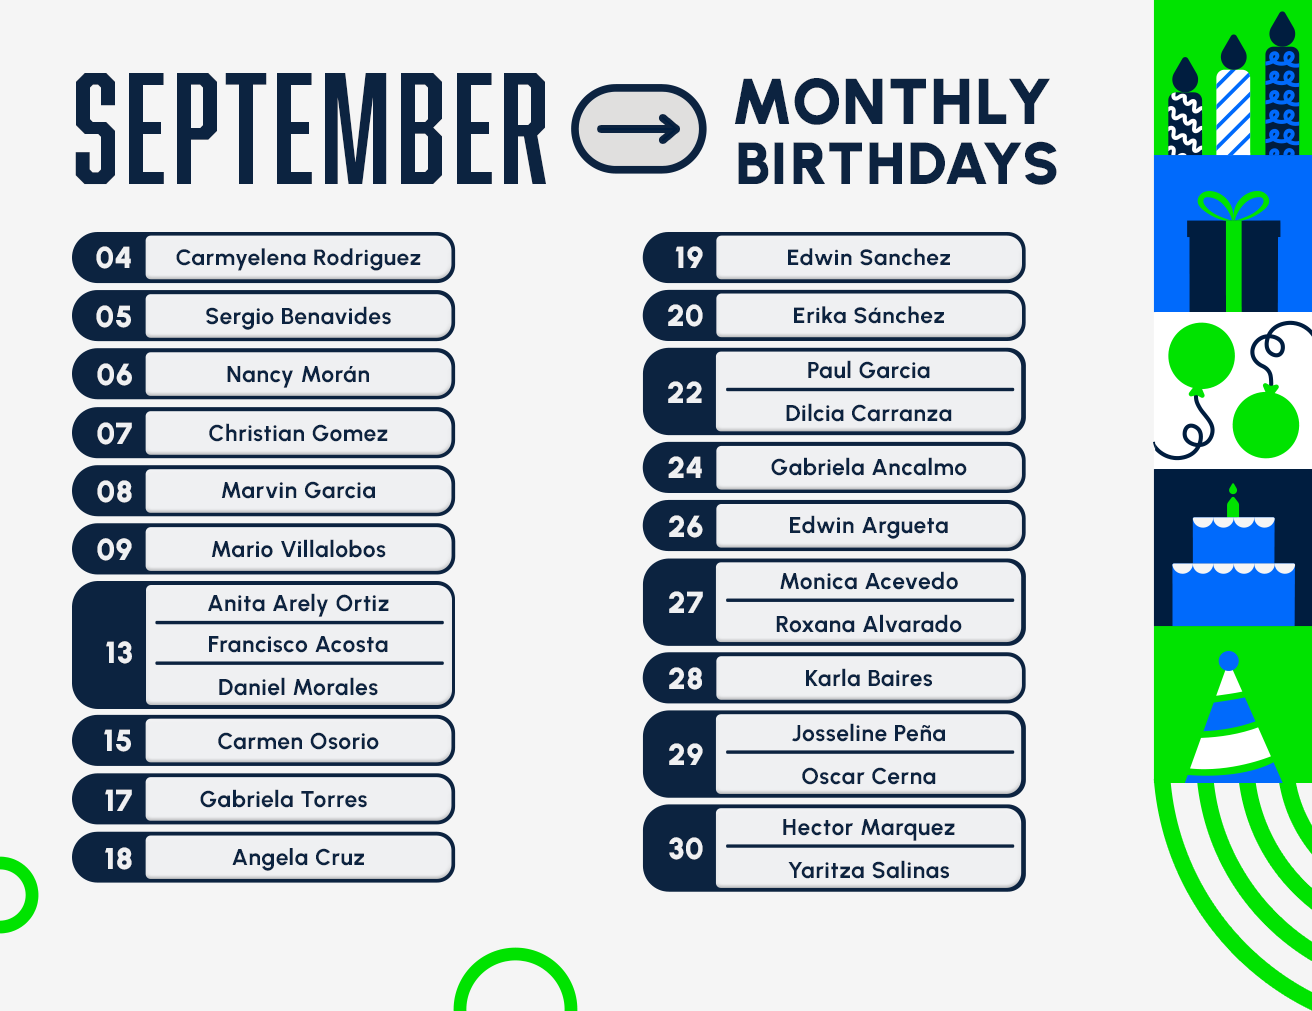 SEPTEMBER
MONTHLY
BIRTHDAYS
04 Carmyelena Rodriguez
05 Sergio Benavides
06 Nancy Morán
07 Christian Gomez
08 Marvin Garcia
09 Mario Villalobos
13 Anita Arely Ortiz
Francisco Acosta
Daniel Morales
15 Carmen Osorio
17 Gabriela Torres
18 Angela Cruz
19 Edwin Sanchez
20 Erika Sánchez
22 Paul Garcia
Dilcia Carranza
24 Gabriela Ancalmo
26 Edwin Argueta
27 Monica Acevedo
Roxana Alvarado
28 Karla Baires
29 Josseline Peña
Oscar Cerna
30 Hector Marquez
Yaritza Salinas